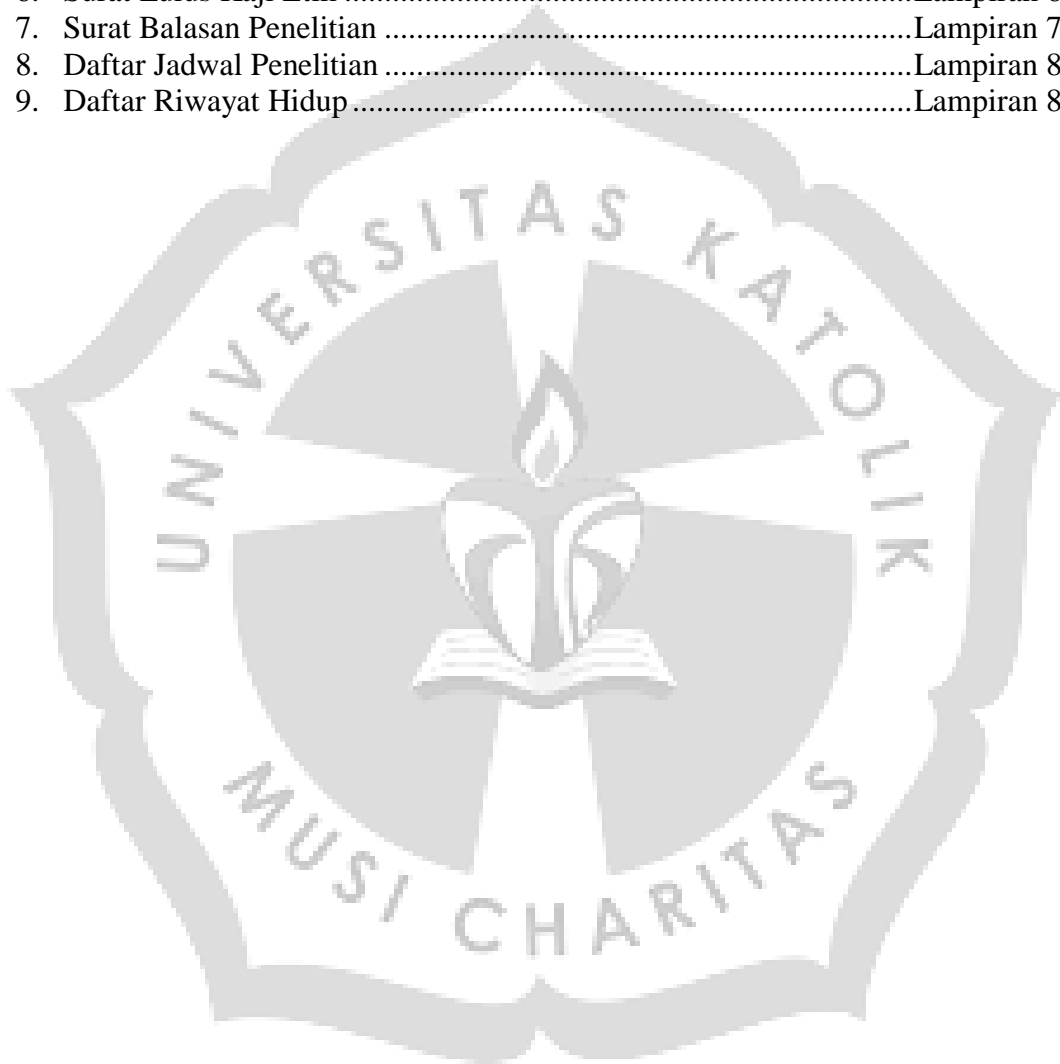 7. Surat Balasan Penelitian ......................................................................Lampiran 7
8. Daftar Jadwal Penelitian ......................................................................Lampiran 8
9. Daftar Riwayat Hidup...........................................................................Lampiran 8
UNIVERSITAS KATOLIK
MUSI CHARITAS